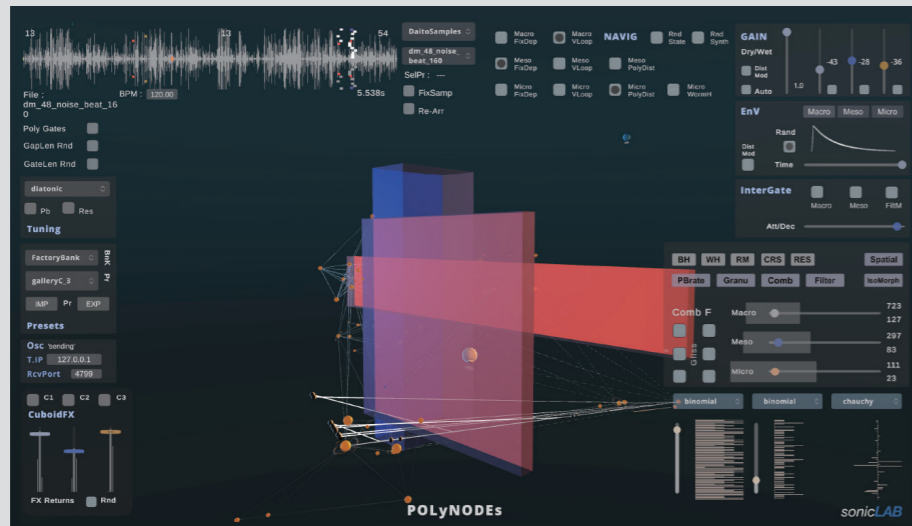 13
13
54
5.538s
File :
dm_48_noise_beat_16
0
BPM : 120.00
Poly Gates
GapLen Rnd
GateLen Rnd
DaitoSamples
dm_48_noise_
beat_160
SelPr : ---
FixSamp
Re-Arr
Macro
FixDep
Macro
VLoop
NAVIG
Rnd
State
Rnd
Synth
Meso
FixDep
Meso
VLoop
Meso
PolyDist
Micro
FixDep
Micro
VLoop
Micro
PolyDist
Micro
WormH
GAIN
Dry/Wet
Dist
Mod
Auto
1.0
-43
-28
-36
EnV
Macro
Meso
Micro
Rand
Dist
Mod
Time
InterGate
Macro
Meso
FiltM
Att/Dec
diatonic
Pb
Res
Tuning
FactoryBank
BnK
galleryC_3
Pr
IMP
Pr
EXP
Presets
Osc 'sending'
T.IP 127.0.0.1
RcvPort 4799
C1
C2
C3
CuboidFX
FX Returns
Rnd
BH
WH
RM
CRS
RES
Spatial
PBrate
Granu
Comb
Filter
IsoMorph
Comb F
Gliss
Macro
723
127
Meso
297
83
Micro
111
23
binomial
binomial
chauchy
POLyNODEs
sonicLAB